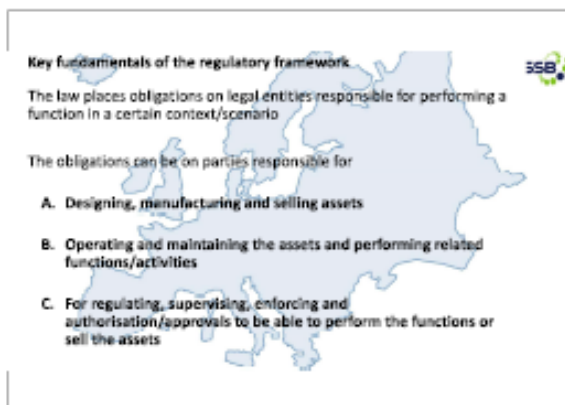 Key fundamentals of the regulatory framework
SSB
The law places obligations on legal entities responsible for performing a
function in a certain context/scenario
The obligations can be on parties responsible for
A. Designing, manufacturing and selling assets
B. Operating and maintaining the assets and performing related
functions/activities
C. For regulating, supervising, enforcing and
authorisation/approvals to be able to perform the functions or
sell the assets